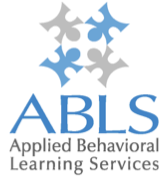 ABLS
Applied Behavioral
Learning Services